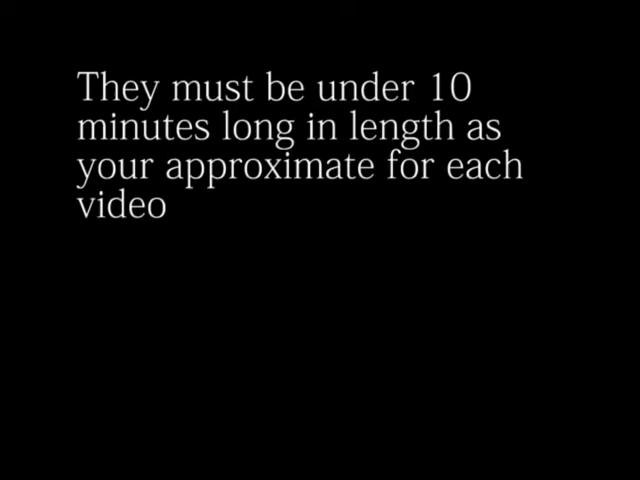 They must be under 10
minutes long in length as
your approximate for each
video